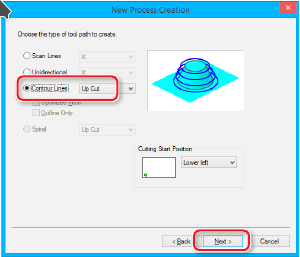 New Process Creation
Choose the type of tool path to create.
Scan Lines X
Unidirectional X
Contour Lines Up Cut
Optimized Pitch
Outline Only
Spiral Up Cut
Cutting Start Position
Lower left
< Back Next > Cancel